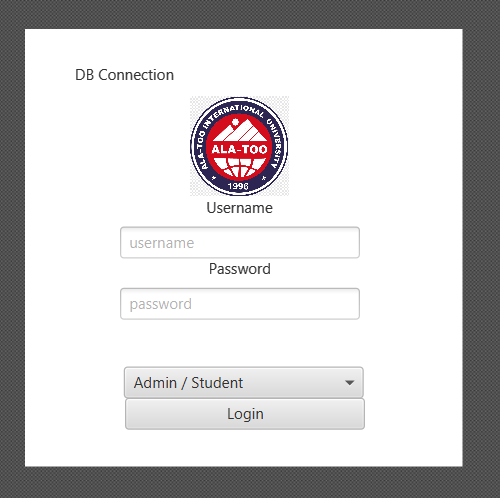 DB Connection
ALA-TOO INTERNATIONAL UNIVERSITY
ALA-TOO
1996
Username
username
Password
password
Admin / Student
Login